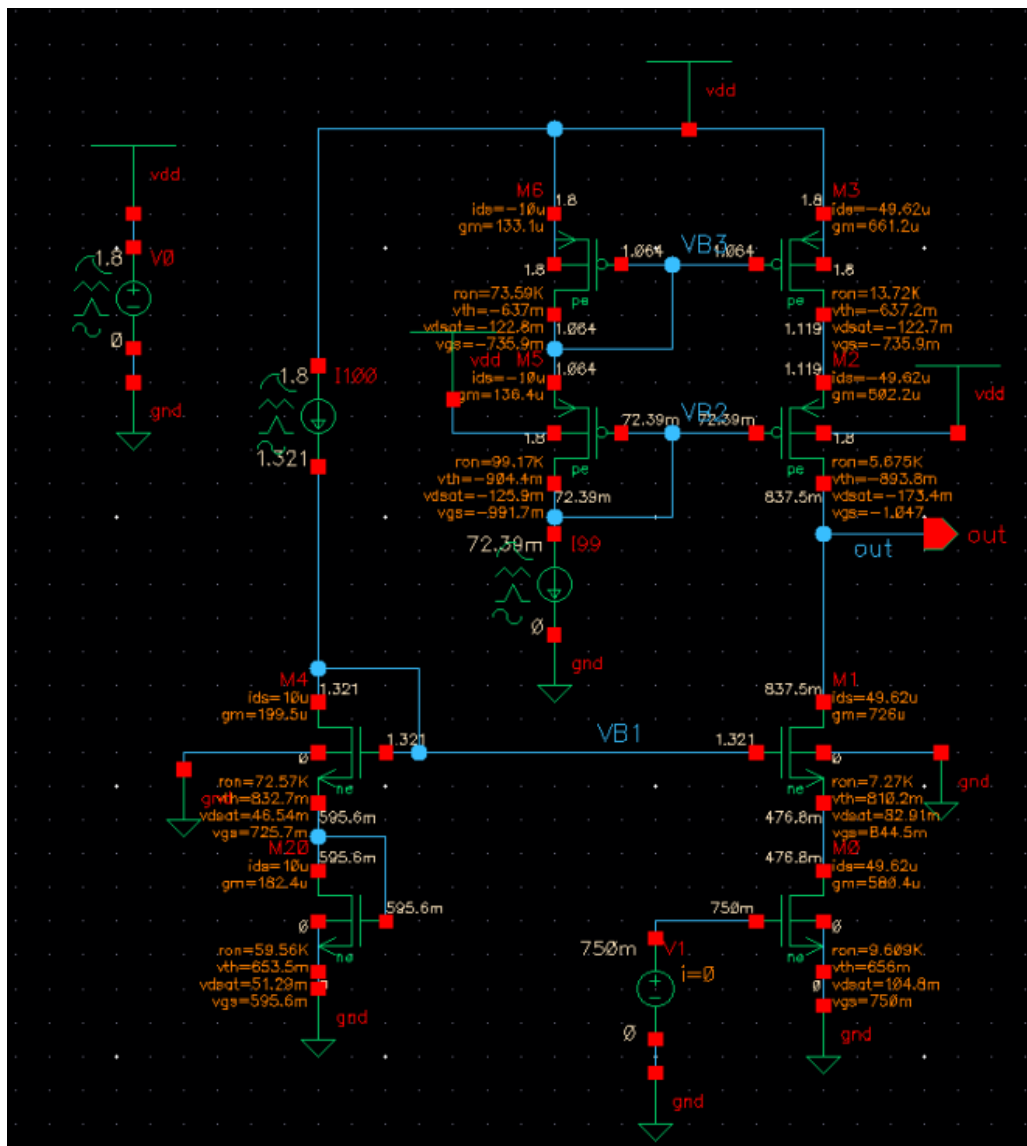 vdd
vdd
1.8
V0
0
gnd
1.8
I100
1.321
M6
1.8
ids=-10u
gm=133.1u
1.064
VB3
1.064
1.8
pe
ron=73.59K
vth=-637m
vdsat=-122.8m
vgs=-735.9m
1.064
M3
1.8
ids=-49.62u
gm=661.2u
1.8
pe
ron=13.72K
vth=-637.2m
vdsat=-122.7m
vgs=-735.9m
1.119
vdd
M5
1.064
ids=-10u
gm=136.4u
72.39m
VB2
72.39m
1.8
pe
ron=99.17K
vth=-904.4m
vdsat=-125.9m
vgs=-991.7m
72.39m
M2
1.119
ids=-49.62u
gm=502.2u
vdd
1.8
pe
ron=5.675K
vth=-893.8m
vdsat=-173.4m
vgs=-1.047
837.5m
out
out
72.39m
I99
0
gnd
M4
1.321
ids=10u
gm=199.5u
1.321
VB1
1.321
0
ne
gnd
ron=72.57K
vth=832.7m
vdsat=46.54m
vgs=725.7m
595.6m
M1
837.5m
ids=49.62u
gm=726u
0
ne
gnd
ron=7.27K
vth=810.2m
vdsat=82.91m
vgs=844.5m
476.8m
M20
595.6m
ids=10u
gm=182.4u
595.6m
0
ne
ron=59.56K
vth=653.5m
vdsat=51.29m
vgs=595.6m
gnd
M0
476.8m
ids=49.62u
gm=580.4u
750m
0
ne
ron=9.609K
vth=656m
vdsat=104.8m
vgs=750m
0
gnd
750m
V1
i=0
0
gnd